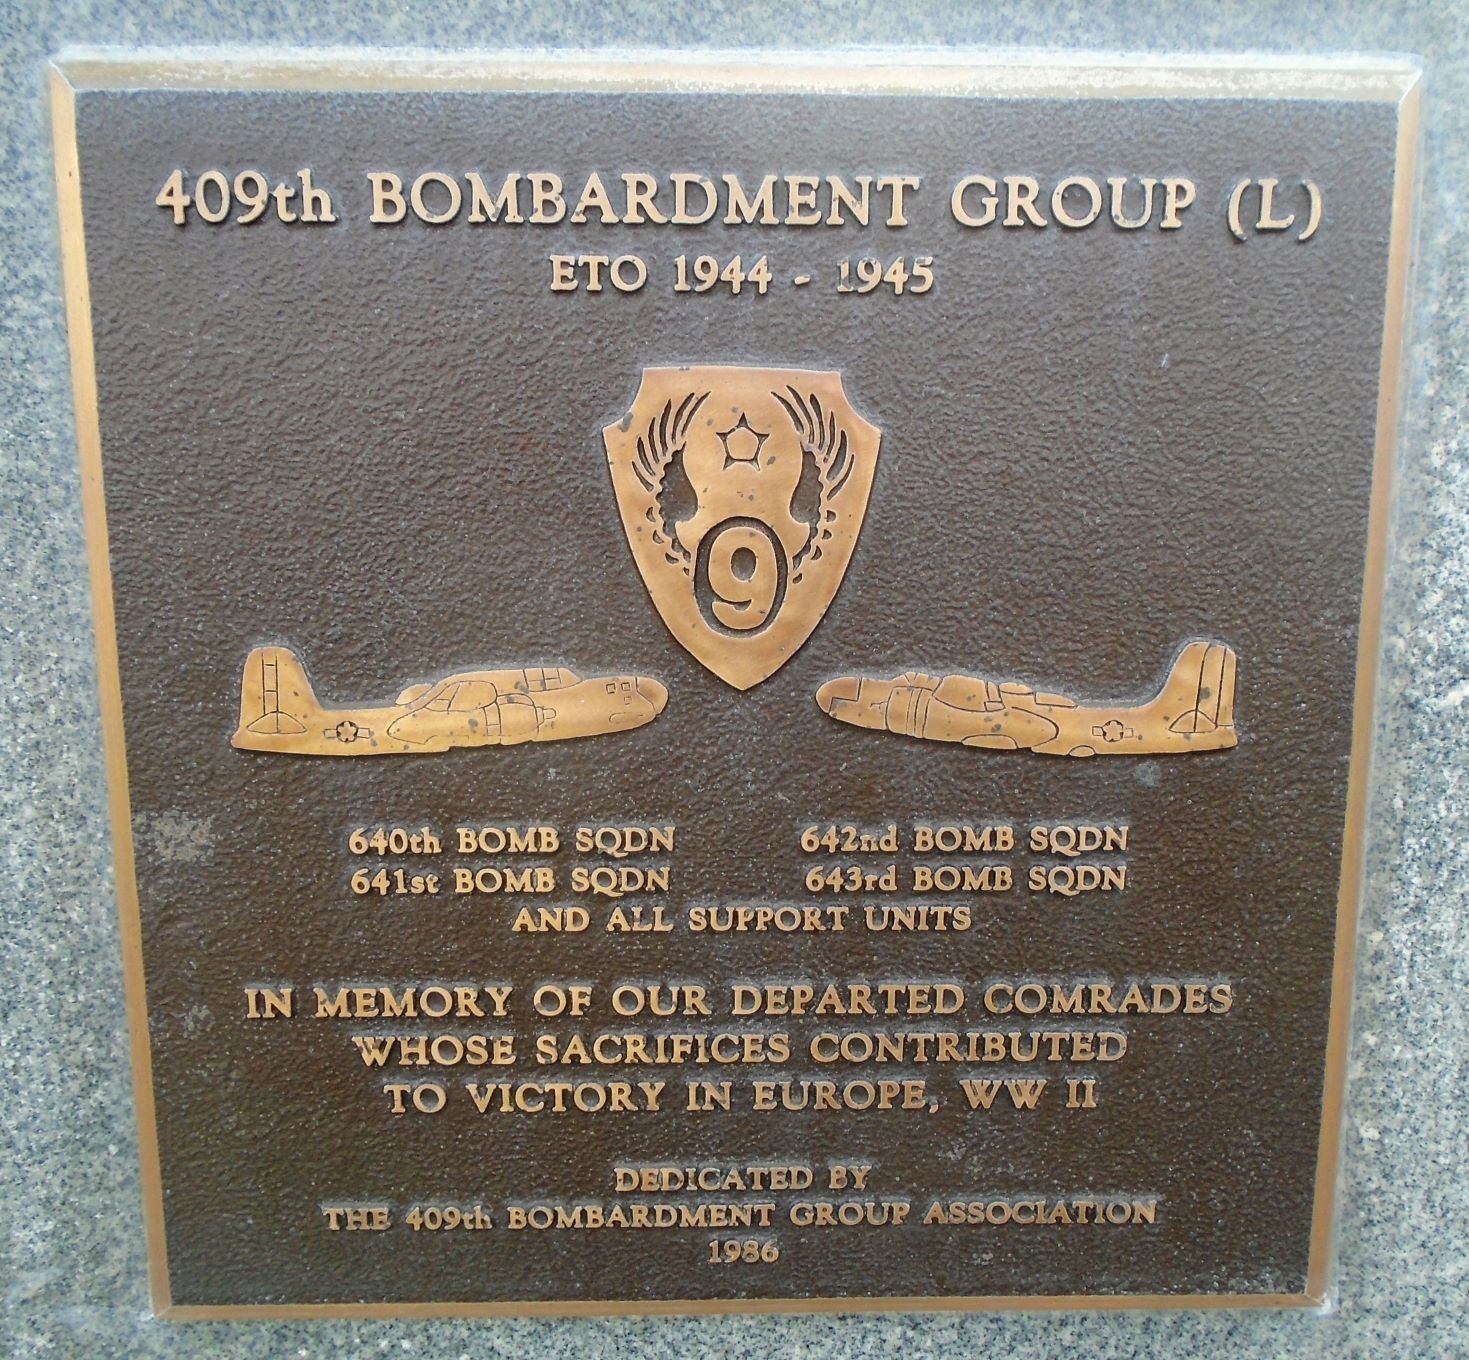 409th BOMBARDMENT GROUP (L)
ETO 1944 - 1945
9
640th BOMB SQDN
641st BOMB SQDN
642nd BOMB SQDN
643rd BOMB SQDN
AND ALL SUPPORT UNITS
IN MEMORY OF OUR DEPARTED COMRADES
WHOSE SACRIFICES CONTRIBUTED
TO VICTORY IN EUROPE, WW II
DEDICATED BY
THE 409th BOMBARDMENT GROUP ASSOCIATION
1986